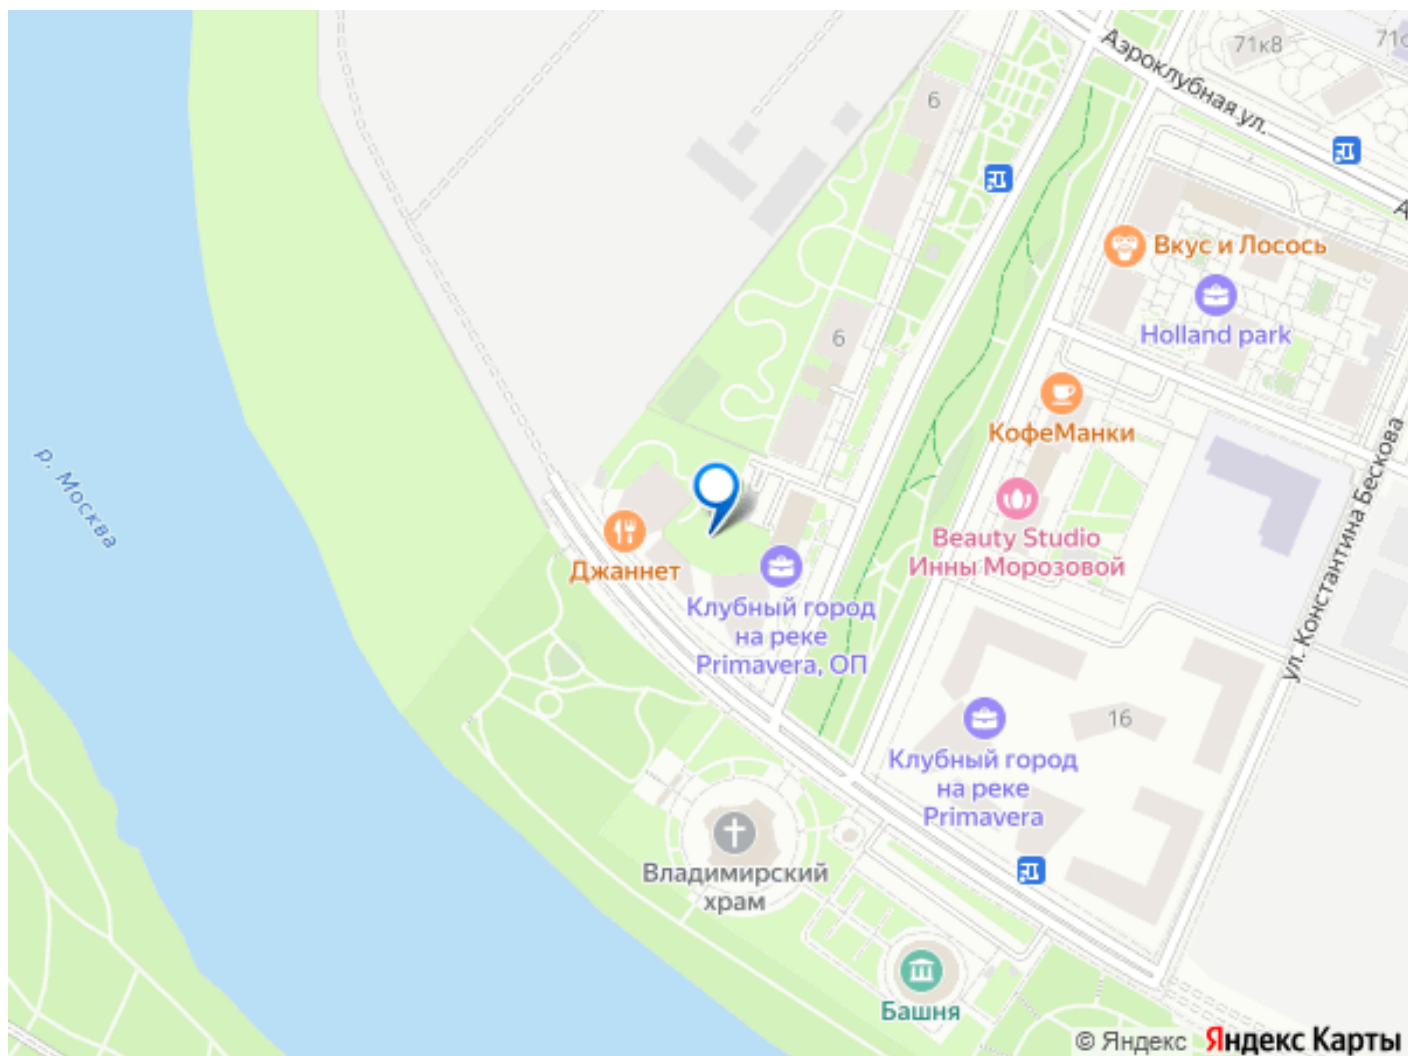 Аэроклубная ул.
71к8
71с
6
А
Вкус и Лосось
Holland park
6
КофеМанки
р. Москва
ул. Константина Бескова
Beauty Studio
Инны Морозовой
Джаннет
Клубный город
на реке
Primavera, ОП
16
Клубный город
на реке
Primavera
Владимирский
храм
Башня
© Яндекс Яндекс Карты